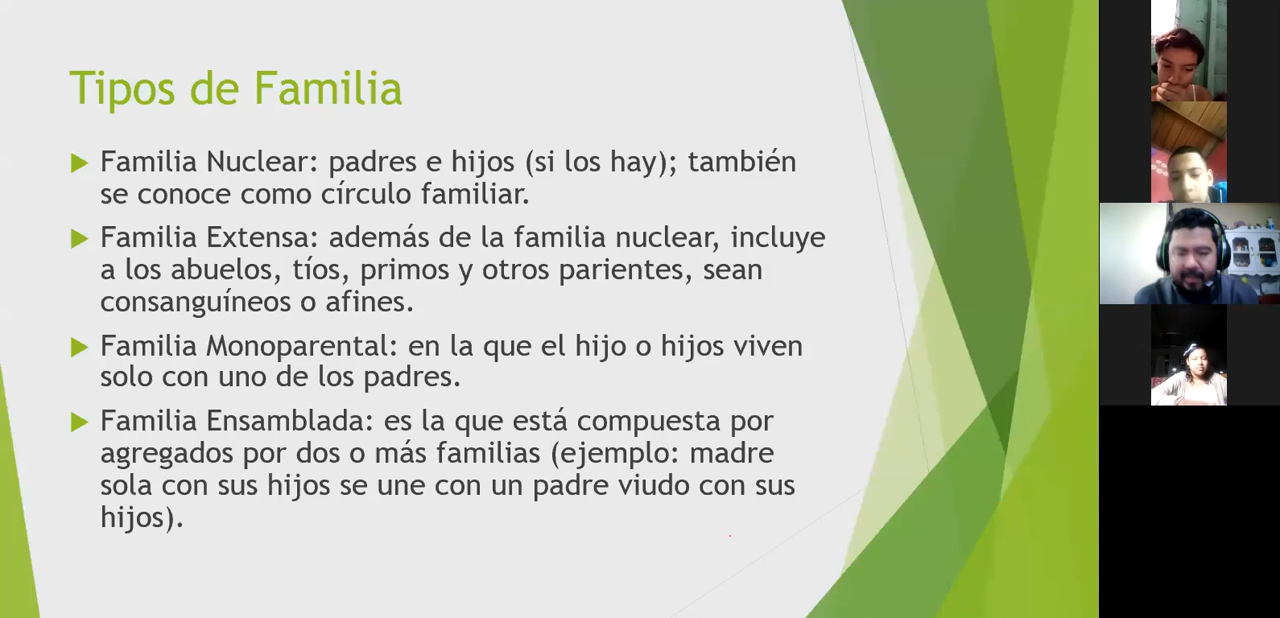 Tipos de Familia
Familia Nuclear: padres e hijos (si los hay); también
se conoce como círculo familiar.
Familia Extensa: además de la familia nuclear, incluye
a los abuelos, tíos, primos y otros parientes, sean
consanguíneos o afines.
Familia Monoparental: en la que el hijo o hijos viven
solo con uno de los padres.
Familia Ensamblada: es la que está compuesta por
agregados por dos o más familias (ejemplo: madre
sola con sus hijos se une con un padre viudo con sus
hijos).